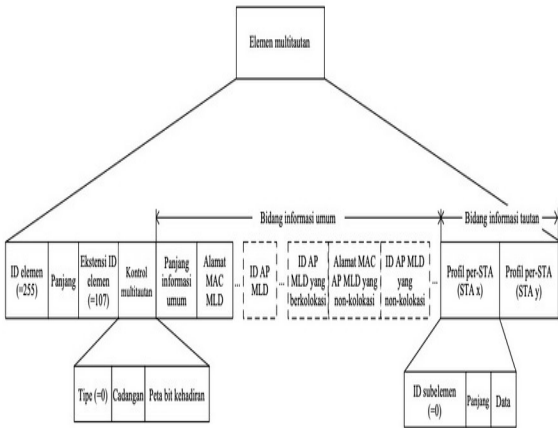 Elemen multitautan
Bidang informasi umum
Bidang informasi tautan
ID elemen
(=255)
Panjang
Ekstensi ID
elemen
(=107)
Kontrol
multitautan
Panjang
informasi
umum
Alamat
MAC
MLD
...
ID AP
MLD
...
ID AP
MLD yang
berkolokasi
Alamat MAC
AP MLD yang
non-kolokasi
ID AP MLD
yang
non-kolokasi
...
Profil per-STA
(STA x)
Profil per-STA
(STA y)
Tipe (=0)
Cadangan
Peta bit kehadiran
ID subelemen
(=0)
Panjang
Data